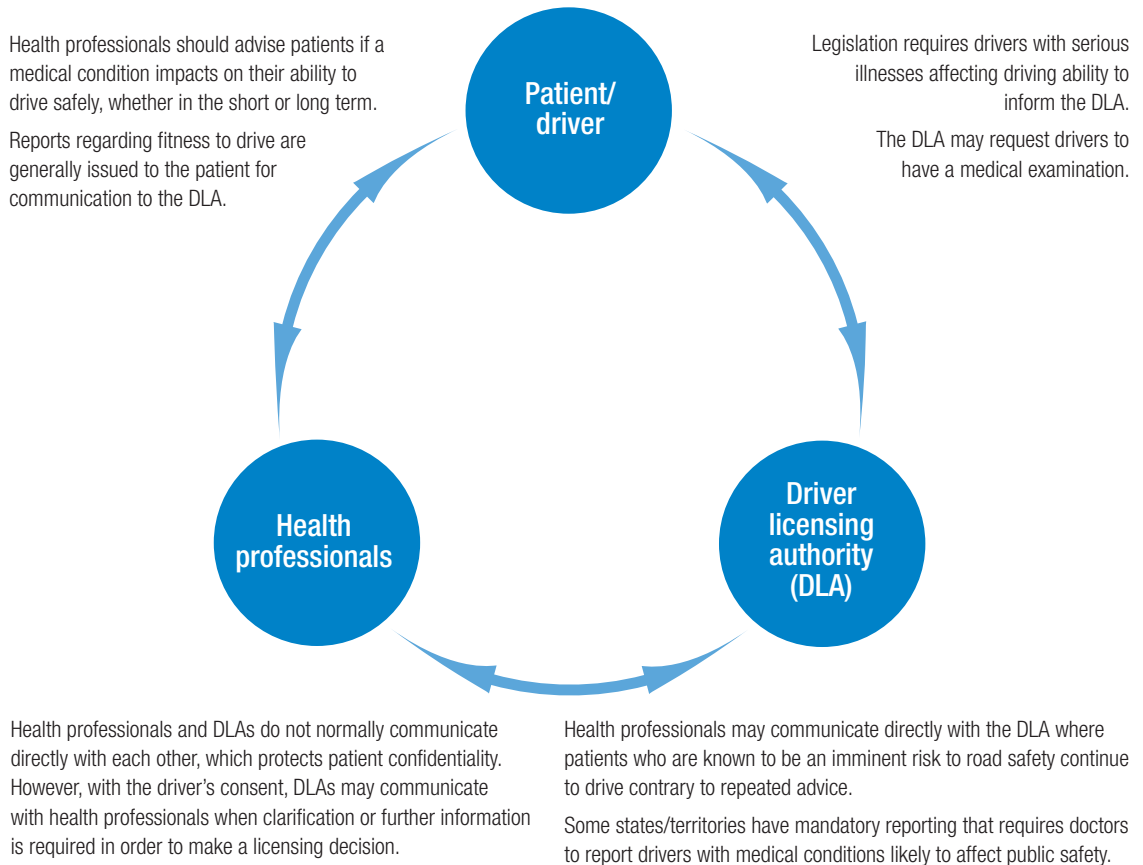 Health professionals should advise patients if a
medical condition impacts on their ability to
drive safely, whether in the short or long term.
Reports regarding fitness to drive are
generally issued to the patient for
communication to the DLA.
Patient/
driver
Legislation requires drivers with serious
illnesses affecting driving ability to
inform the DLA.
The DLA may request drivers to
have a medical examination.
Health
professionals
Driver
licensing
authority
(DLA)
Health professionals and DLAs do not normally communicate
directly with each other, which protects patient confidentiality.
However, with the driver’s consent, DLAs may communicate
with health professionals when clarification or further information
is required in order to make a licensing decision.
Health professionals may communicate directly with the DLA where
patients who are known to be an imminent risk to road safety continue
to drive contrary to repeated advice.
Some states/territories have mandatory reporting that requires doctors
to report drivers with medical conditions likely to affect public safety.